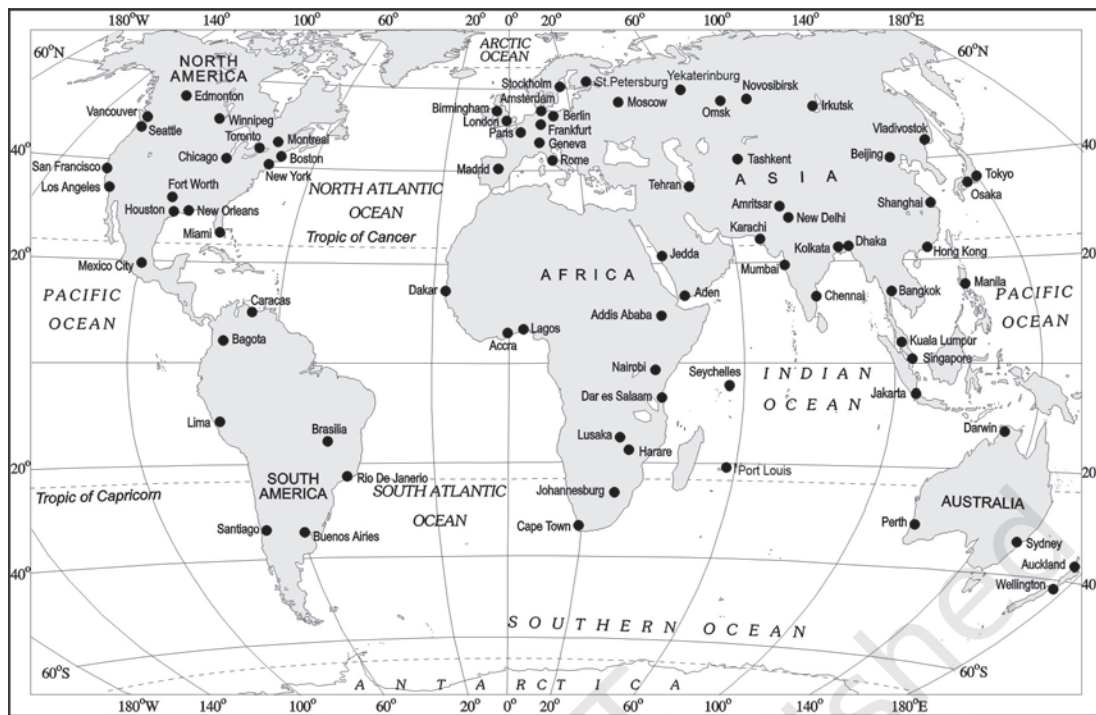 180°W 140° 100° 60° 20° 0° 20° 60° 100° 140° 180°E
60°N
ARCTIC
OCEAN
60°N
NORTH
AMERICA
Edmonton
Stockholm
St.Petersburg
Yekaterinburg
Novosibirsk
Vancouver
Seattle
Winnipeg
Birmingham
Amsterdam
London
Berlin
Moscow
Omsk
Irkutsk
Toronto
Montreal
Paris
Frankfurt
Geneva
Vladivostok
40°
Chicago
Boston
New York
Madrid
Rome
Tashkent
Beijing
40°
San Francisco
Los Angeles
Fort Worth
NORTH ATLANTIC
OCEAN
Tehran
A S I A
Tokyo
Osaka
Houston
New Orleans
Amritsar
New Delhi
Shanghai
Miami
Tropic of Cancer
Karachi
Kolkata
Dhaka
Hong Kong
20°
Mexico City
A F R I C A
Jedda
Mumbai
20°
PACIFIC
OCEAN
Caracas
Dakar
Aden
Chennai
Bangkok
Manila
PACIFIC
OCEAN
Bagota
Accra
Lagos
Addis Ababa
Kuala Lumpur
Singapore
Nairobi
Seychelles
I N D I A N
O C E A N
Dar es Salaam
Jakarta
Lima
Brasilia
Lusaka
Harare
Darwin
20°
SOUTH
AMERICA
Rio De Janerio
SOUTH ATLANTIC
OCEAN
Port Louis
20°
Tropic of Capricorn
Johannesburg
AUSTRALIA
Santiago
Buenos Airies
Cape Town
Perth
Sydney
40°
Auckland
Wellington
40°
S O U T H E R N O C E A N
60°S
60°S
A N T A R C T I C A
180°W 140° 100° 60° 20° 0° 20° 60° 100° 140° 180°E